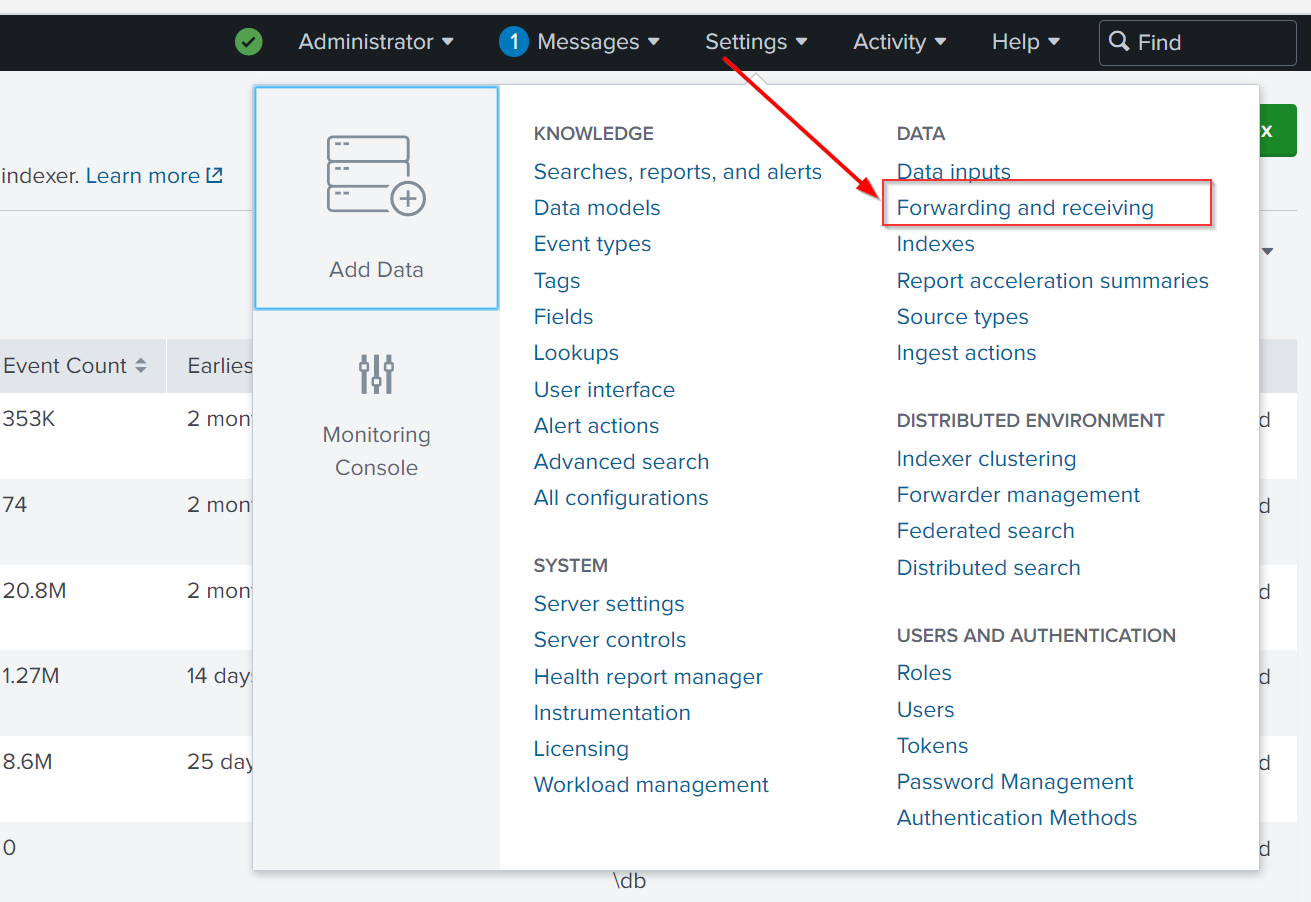 Administrator
1 Messages
Settings
Activity
Help
Find
indexer. Learn more
x
Add Data
Monitoring
Console
KNOWLEDGE
Searches, reports, and alerts
Data models
Event types
Tags
Fields
Lookups
User interface
Alert actions
Advanced search
All configurations
SYSTEM
Server settings
Server controls
Health report manager
Instrumentation
Licensing
Workload management
DATA
Data inputs
Forwarding and receiving
Indexes
Report acceleration summaries
Source types
Ingest actions
DISTRIBUTED ENVIRONMENT
Indexer clustering
Forwarder management
Federated search
Distributed search
USERS AND AUTHENTICATION
Roles
Users
Tokens
Password Management
Authentication Methods
Event Count Earlies
353K 2 mon d
74 2 mon d
20.8M 2 mon d
1.27M 14 day d
8.6M 25 day d
0 d
\db